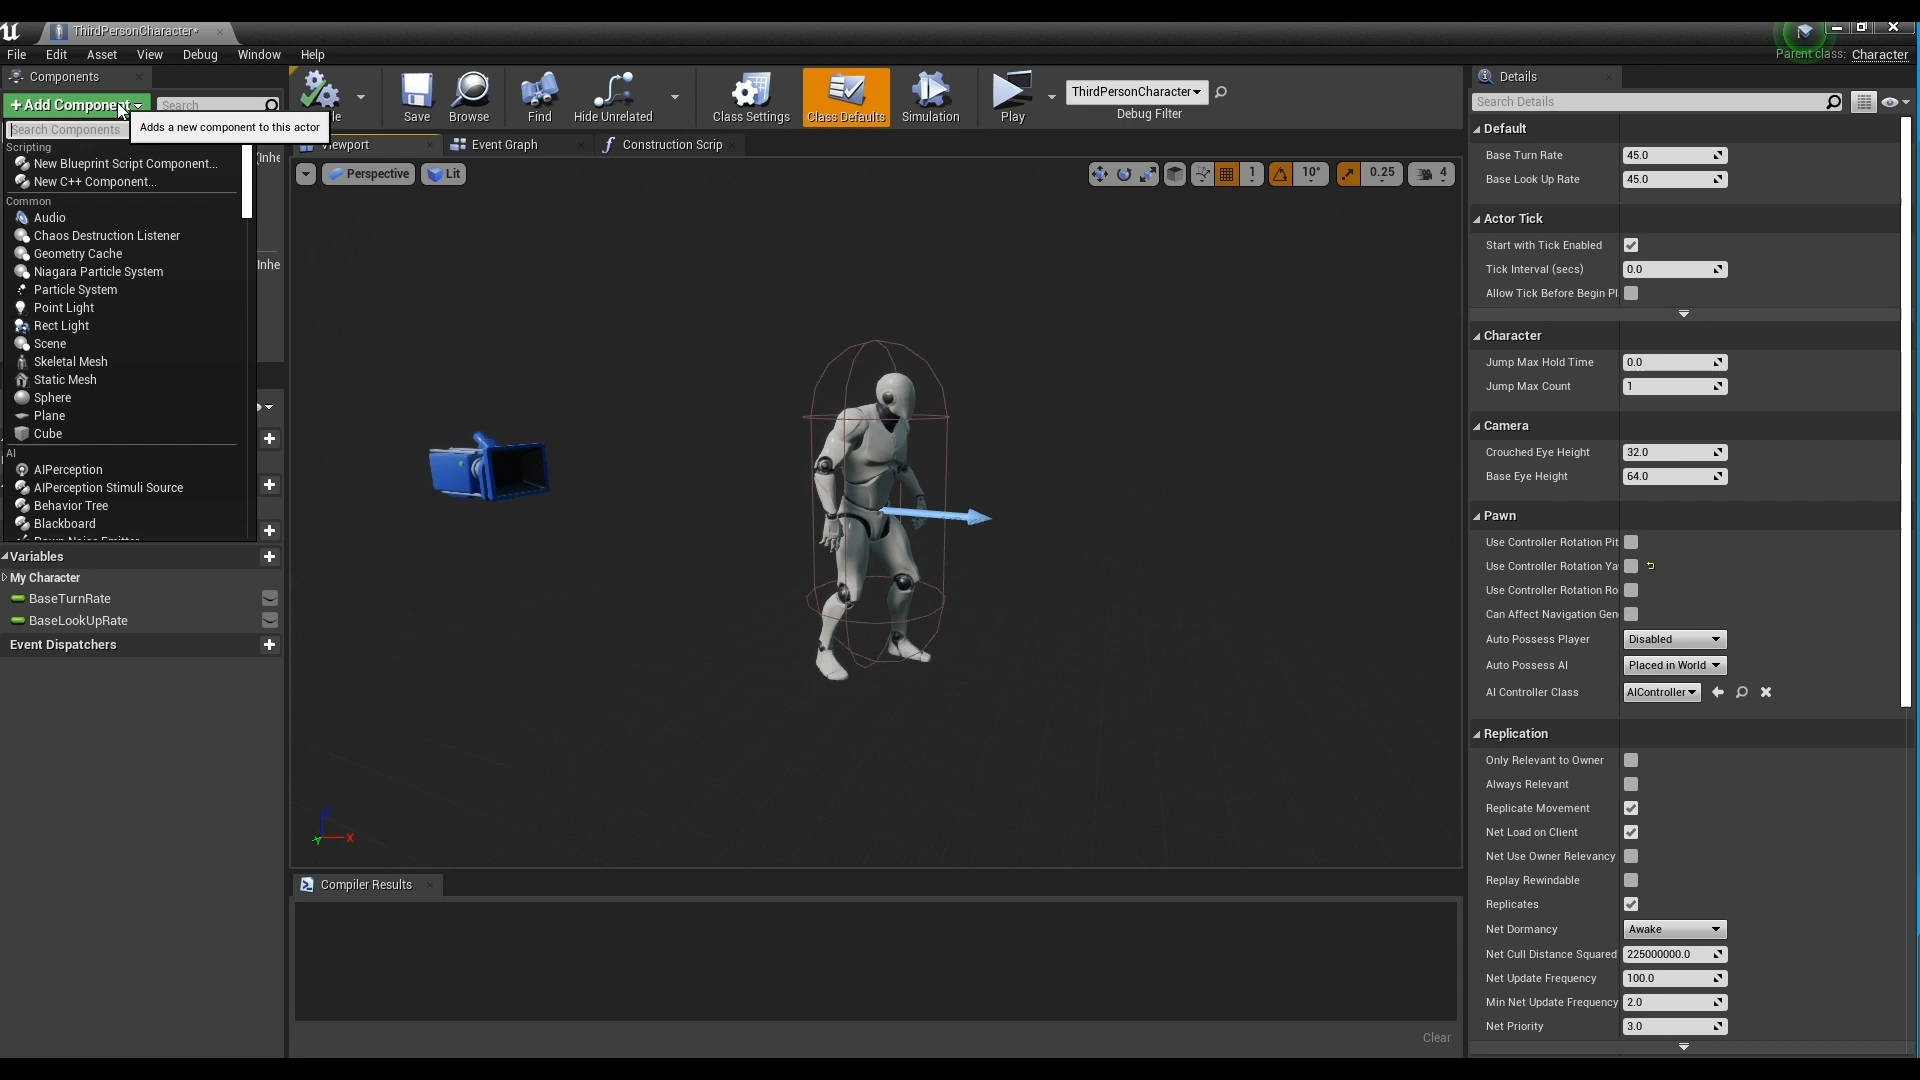 ThirdPersonCharacter*
File Edit Asset View Debug Window Help
Parent class: Character
Components
+Add Component
Search
Search Components
Adds a new component to this actor
Scripting
New Blueprint Script Component...
New C++ Component...
Common
Audio
Chaos Destruction Listener
Geometry Cache
Niagara Particle System
Particle System
Point Light
Rect Light
Scene
Skeletal Mesh
Static Mesh
Sphere
Plane
Cube
AI
AIPerception
AIPerception Stimuli Source
Behavior Tree
Blackboard
(Inhe
Inhe
Variables
My Character
BaseTurnRate
BaseLookUpRate
Event Dispatchers
Save
Browse
Find
Hide Unrelated
Class Settings
Class Defaults
Simulation
Play
ThirdPersonCharacter
Debug Filter
Viewport
Event Graph
Construction Scrip
Perspective
Lit
1
10°
0.25
4
X
Compiler Results
Clear
Details
Search Details
Default
Base Turn Rate 45.0
Base Look Up Rate 45.0
Actor Tick
Start with Tick Enabled
Tick Interval (secs) 0.0
Allow Tick Before Begin Pl
Character
Jump Max Hold Time 0.0
Jump Max Count 1
Camera
Crouched Eye Height 32.0
Base Eye Height 64.0
Pawn
Use Controller Rotation Pit
Use Controller Rotation Ya
Use Controller Rotation Ro
Can Affect Navigation Gen
Auto Possess Player Disabled
Auto Possess AI Placed in World
AI Controller Class AIController
Replication
Only Relevant to Owner
Always Relevant
Replicate Movement
Net Load on Client
Net Use Owner Relevancy
Replay Rewindable
Replicates
Net Dormancy Awake
Net Cull Distance Squared 225000000.0
Net Update Frequency 100.0
Min Net Update Frequency 2.0
Net Priority 3.0